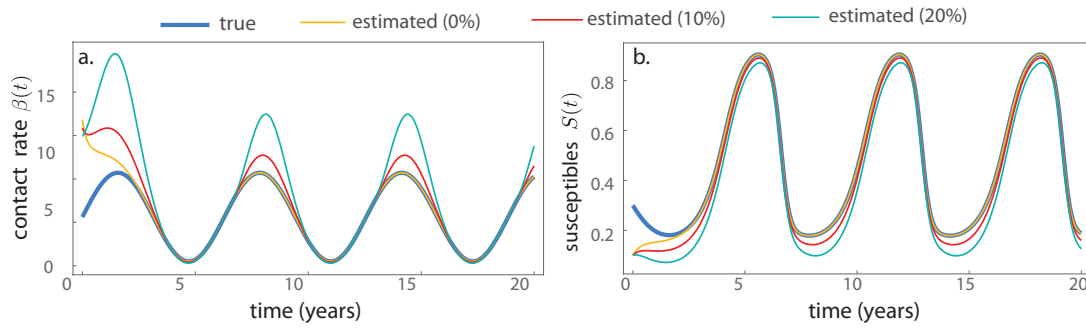 true estimated (0%) estimated (10%) estimated (20%)
a.
contact rate β(t)
15
10
5
0
0 5 10 15 20
time (years)
b.
susceptibles S(t)
0.8
0.6
0.4
0.2
0 5 10 15 20
time (years)